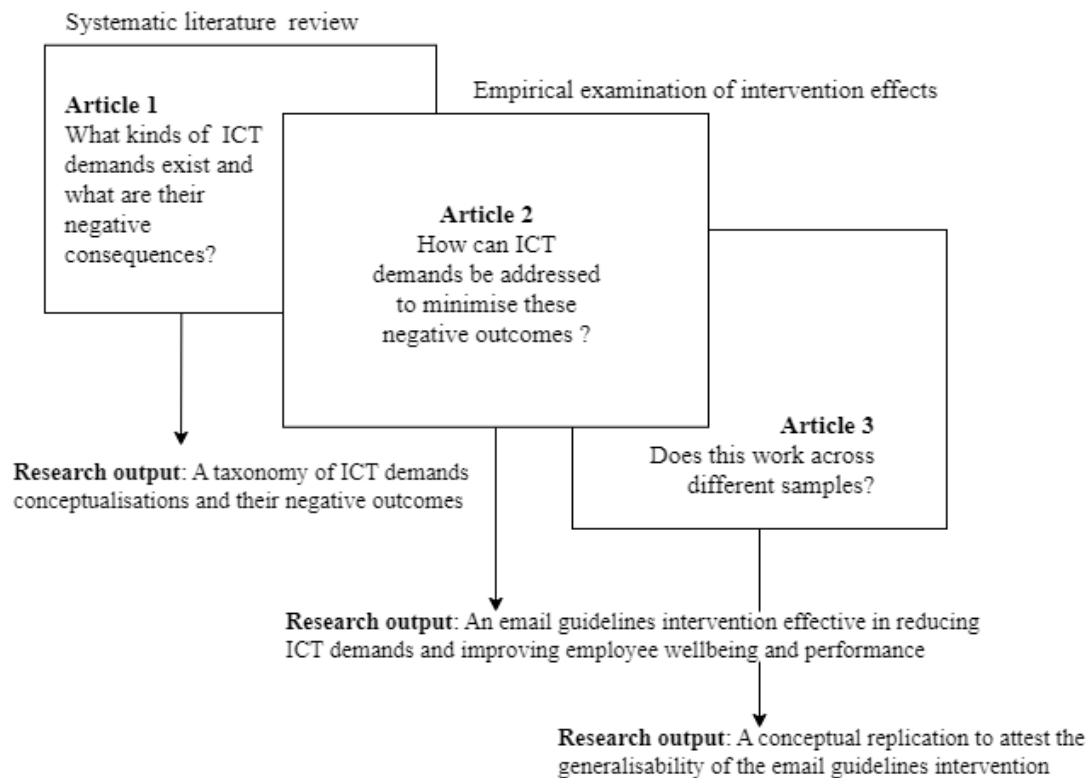 Systematic literature review
Article 1
What kinds of ICT
demands exist and
what are their
negative
consequences?
Empirical examination of intervention effects
Article 2
How can ICT
demands be addressed
to minimise these
negative outcomes ?
Article 3
Does this work across
different samples?
Research output: A taxonomy of ICT demands
conceptualisations and their negative outcomes
Research output: An email guidelines intervention effective in reducing
ICT demands and improving employee wellbeing and performance
Research output: A conceptual replication to attest the
generalisability of the email guidelines intervention